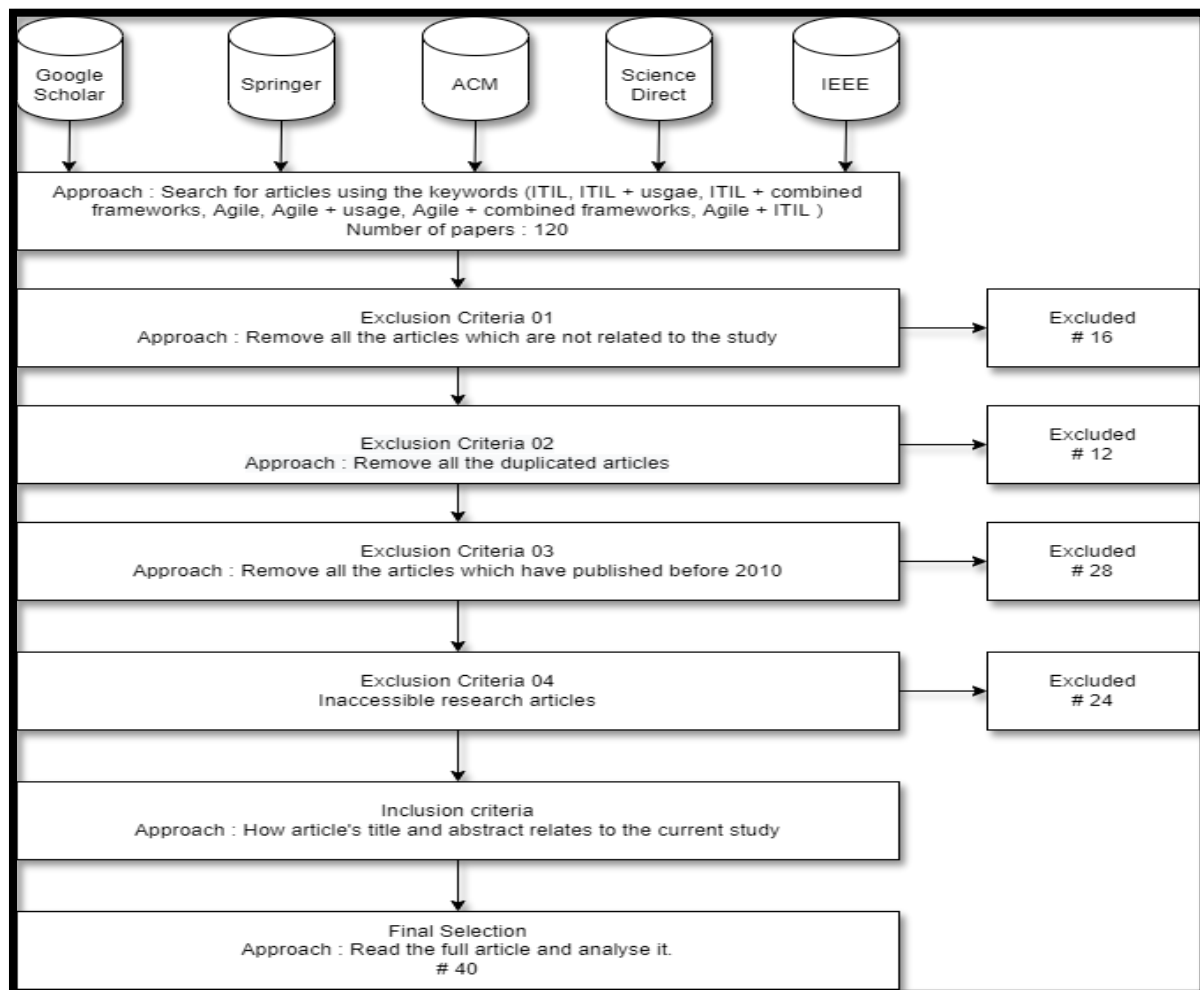 Google
Scholar
Springer
ACM
Science
Direct
IEEE
Approach : Search for articles using the keywords (ITIL, ITIL + usgae, ITIL + combined
frameworks, Agile, Agile + usage, Agile + combined frameworks, Agile + ITIL )
Number of papers : 120
Exclusion Criteria 01
Approach : Remove all the articles which are not related to the study
Excluded
# 16
Exclusion Criteria 02
Approach : Remove all the duplicated articles
Excluded
# 12
Exclusion Criteria 03
Approach : Remove all the articles which have published before 2010
Excluded
# 28
Exclusion Criteria 04
Inaccessible research articles
Excluded
# 24
Inclusion criteria
Approach : How article's title and abstract relates to the current study
Final Selection
Approach : Read the full article and analyse it.
# 40